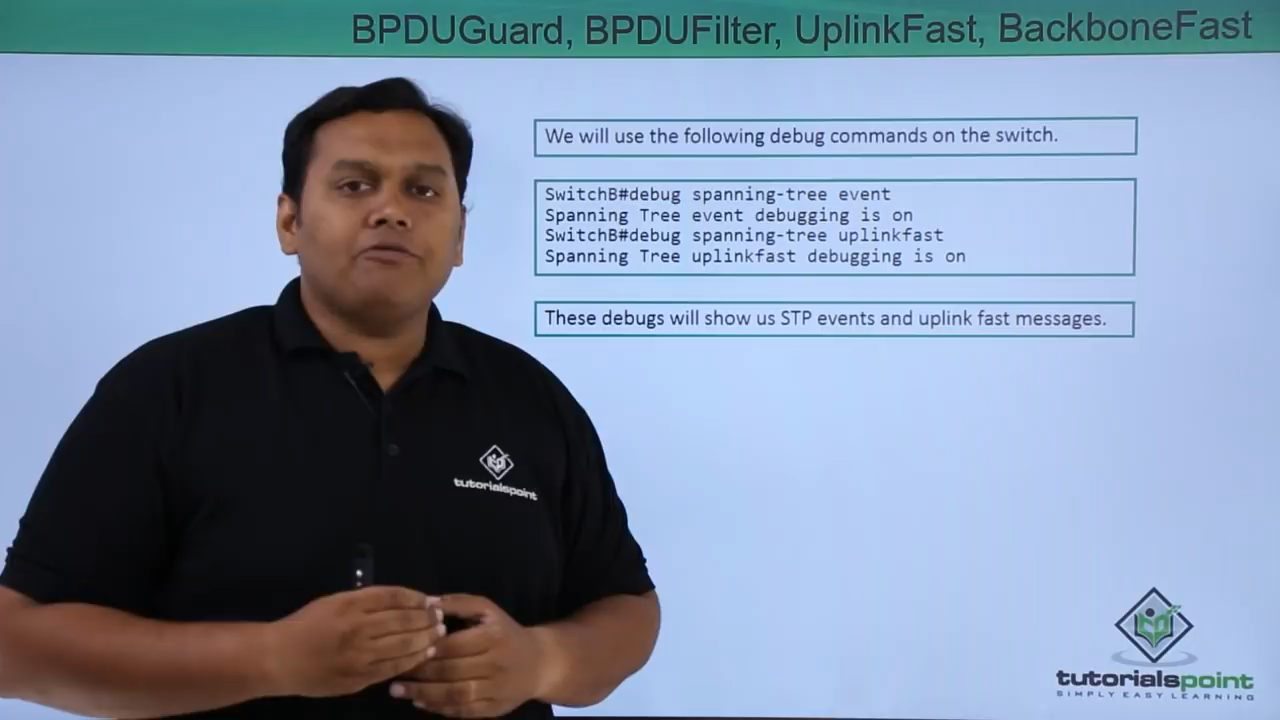 BPDUGuard, BPDUFilter, UplinkFast, BackboneFast
We will use the following debug commands on the switch.
SwitchB#debug spanning-tree event
Spanning Tree event debugging is on
SwitchB#debug spanning-tree uplinkfast
Spanning Tree uplinkfast debugging is on
These debugs will show us STP events and uplink fast messages.
tutorialspoint
tutorialspoint
SIMPLY EASY LEARNING